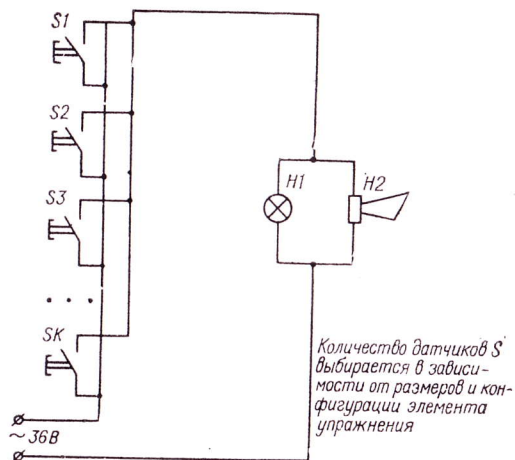 S1
S2
S3
. . .
SK
~ 36В
H1
H2
Количество датчиков S
выбирается в зависи-
мости от размеров и кон-
фигурации элемента
упражнения